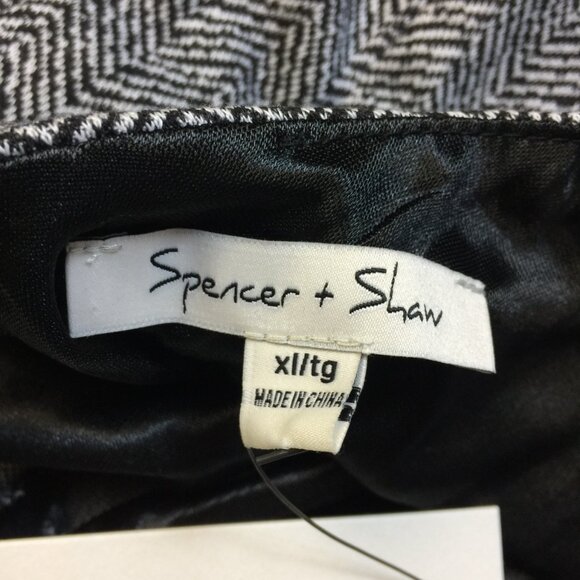 Spencer + Shaw
xl/tg
MADE IN CHINA